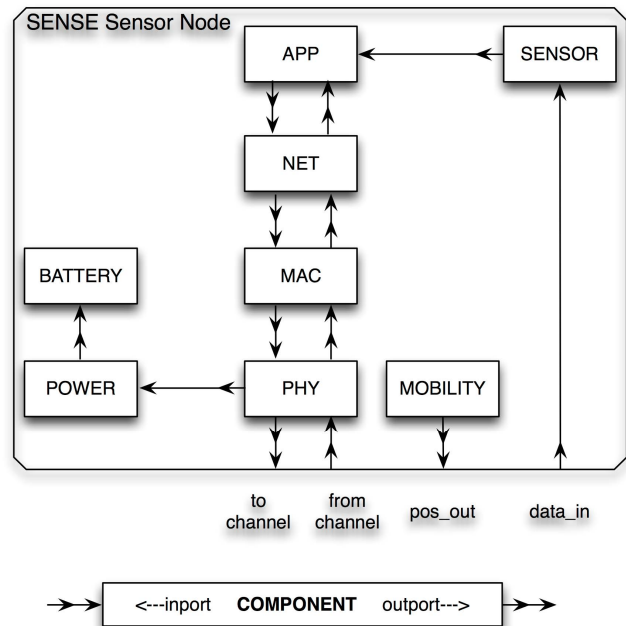 SENSE Sensor Node
APP
SENSOR
NET
BATTERY
MAC
POWER
PHY
MOBILITY
to
channel
from
channel
pos_out
data_in
<---inport COMPONENT outport--->